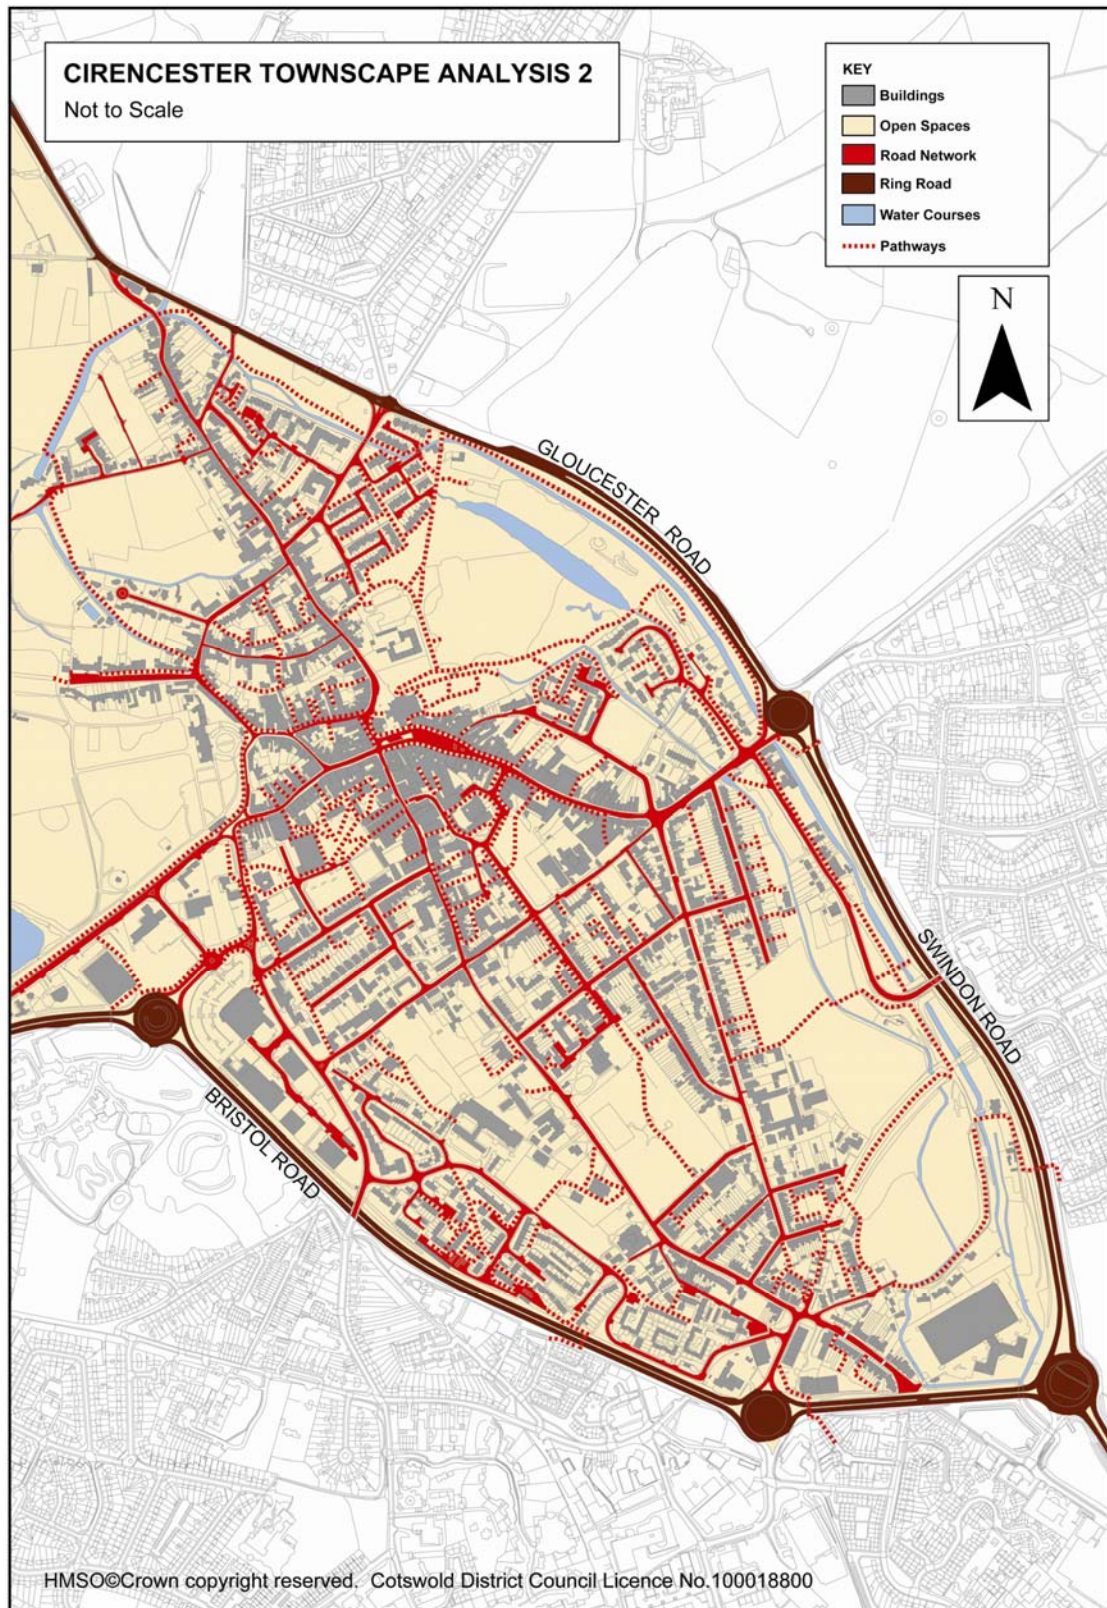 CIRENCESTER TOWNSCAPE ANALYSIS 2
Not to Scale
KEY
Buildings
Open Spaces
Road Network
Ring Road
Water Courses
Pathways
N
GLOUCESTER ROAD
SWINDON ROAD
BRISTOL ROAD
HMSO©Crown copyright reserved. Cotswold District Council Licence No.100018800